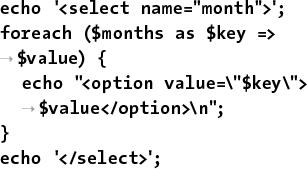 echo '<select name="month">';
foreach ($months as $key =>
→ $value) {
echo "<option value=\"$key\">
→ $value</option>\n";
}
echo '</select>';